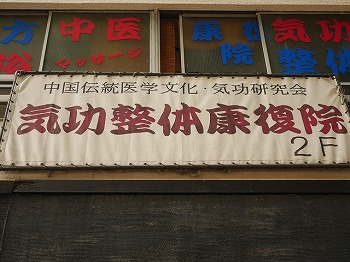 方 中医
マッサージ
康 気功
院 整体
中国伝統医学文化・気功研究会
気功整体康復院
2F